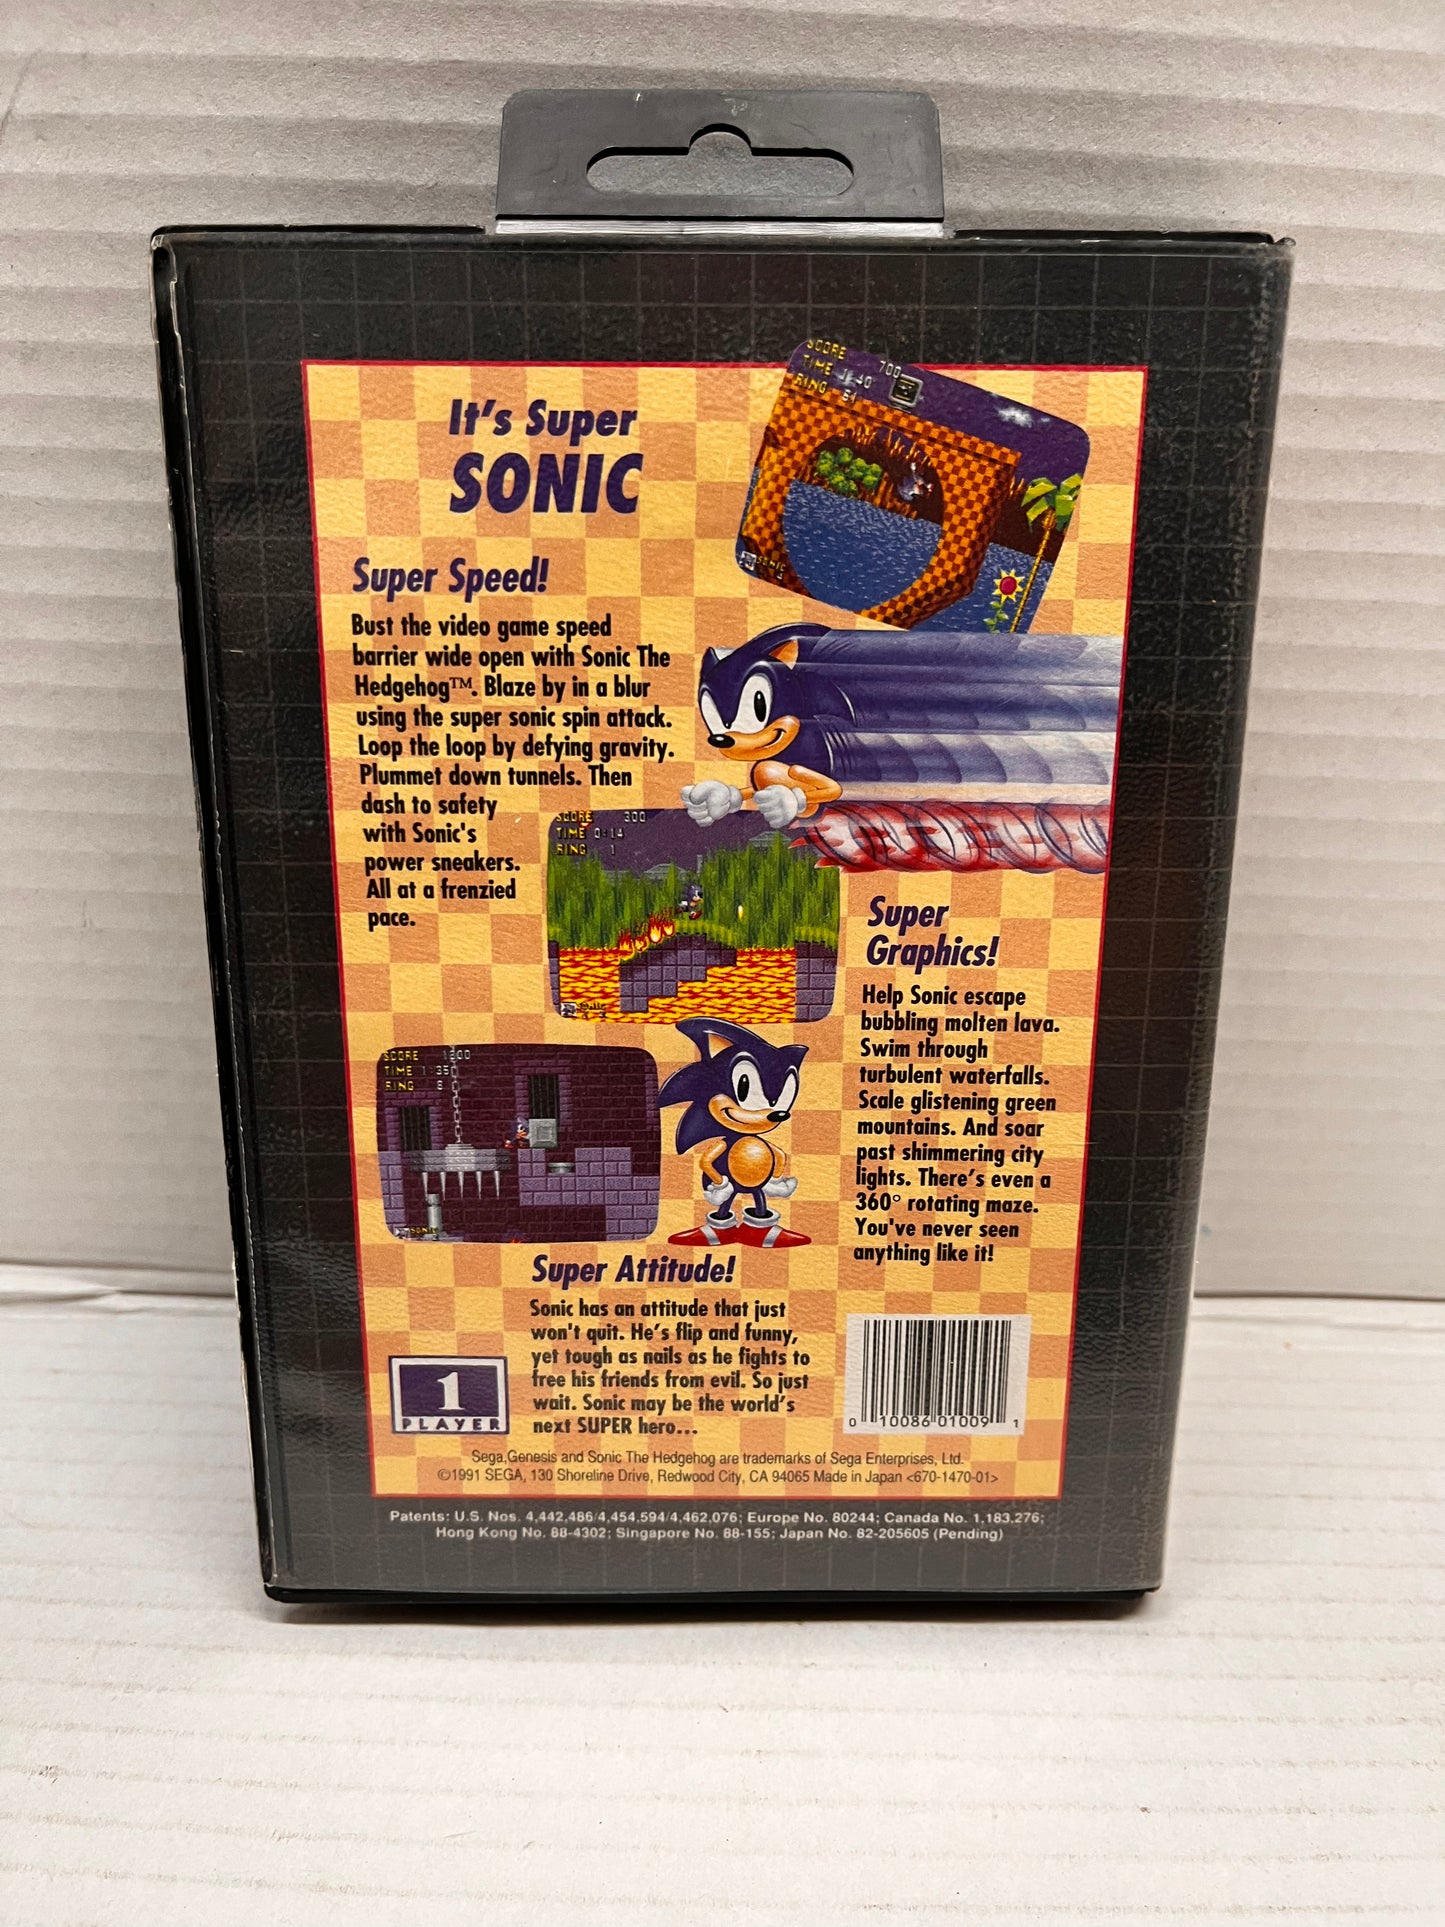 It's Super
SONIC
SCORE 700
TIME 1:40
RING 61
SONIC
Super Speed!
Bust the video game speed
barrier wide open with Sonic The
Hedgehog™. Blaze by in a blur
using the super sonic spin attack.
Loop the loop by defying gravity.
Plummet down tunnels. Then
dash to safety
with Sonic's
power sneakers.
All at a frenzied
pace.
SCORE 300
TIME 0:14
RING 1
Super
Graphics!
Help Sonic escape
bubbling molten lava.
Swim through
turbulent waterfalls.
Scale glistening green
mountains. And soar
past shimmering city
lights. There's even a
360° rotating maze.
You've never seen
anything like it!
SCORE 1200
TIME 1:35
RING 8
SONIC
Super Attitude!
Sonic has an attitude that just
won't quit. He's flip and funny,
yet tough as nails as he fights to
free his friends from evil. So just
wait. Sonic may be the world's
next SUPER hero...
1
PLAYER
0 10086 01009 1
Sega,Genesis and Sonic The Hedgehog are trademarks of Sega Enterprises, Ltd.
©1991 SEGA, 130 Shoreline Drive, Redwood City, CA 94065 Made in Japan <670-1470-01>
Patents: U.S. Nos. 4,442,486/4,454,594/4,462,076; Europe No. 80244; Canada No. 1,183,276;
Hong Kong No. 88-4302; Singapore No. 88-155; Japan No. 82-205605 (Pending)